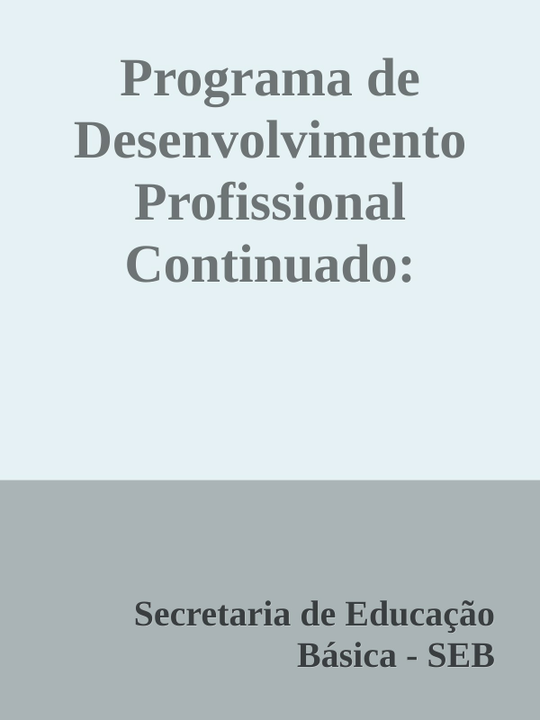 Programa de
Desenvolvimento
Profissional
Continuado:
Secretaria de Educação
Básica - SEB